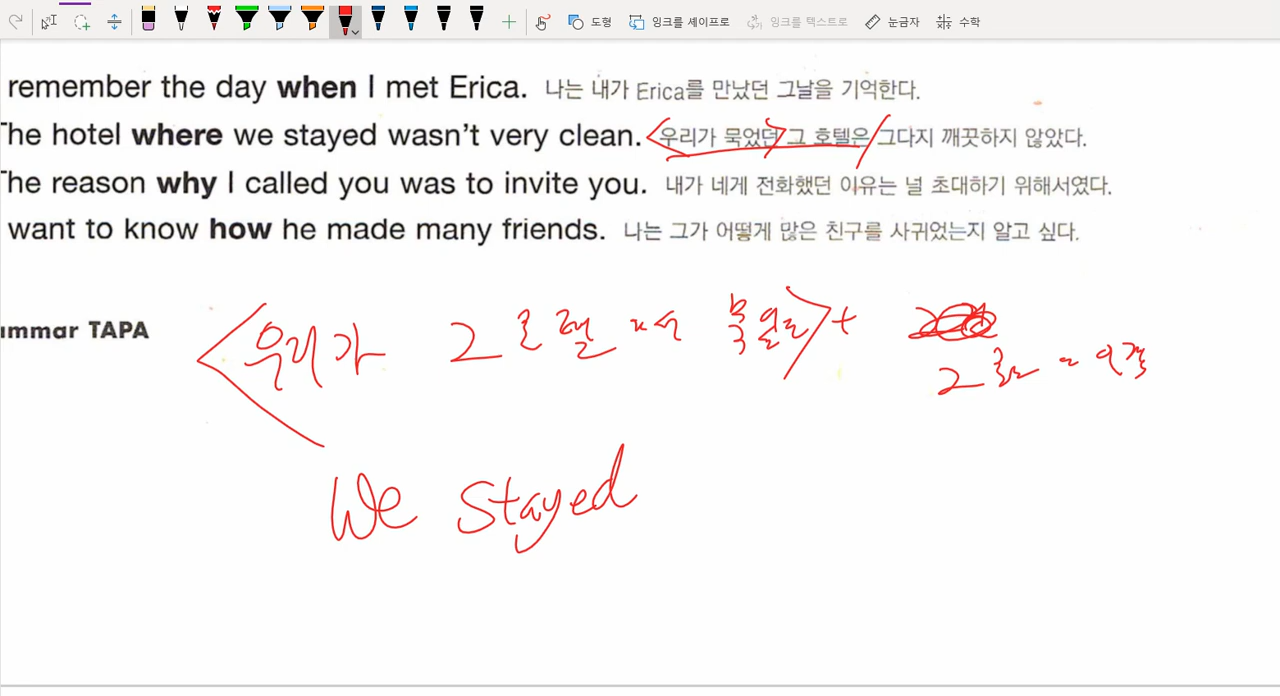 도형 잉크를 셰이프로 잉크를 텍스트로 눈금자 수학
remember the day when I met Erica. 나는 내가 Erica를 만났던 그날을 기억한다.
The hotel where we stayed wasn't very clean. 우리가 묵었던 그 호텔은 그다지 깨끗하지 않았다.
The reason why I called you was to invite you. 내가 네게 전화했던 이유는 널 초대하기 위해서였다.
want to know how he made many friends. 나는 그가 어떻게 많은 친구를 사귀었는지 알고 싶다.
우리가 그 호텔에서 +
ammar TAPA
We stayed